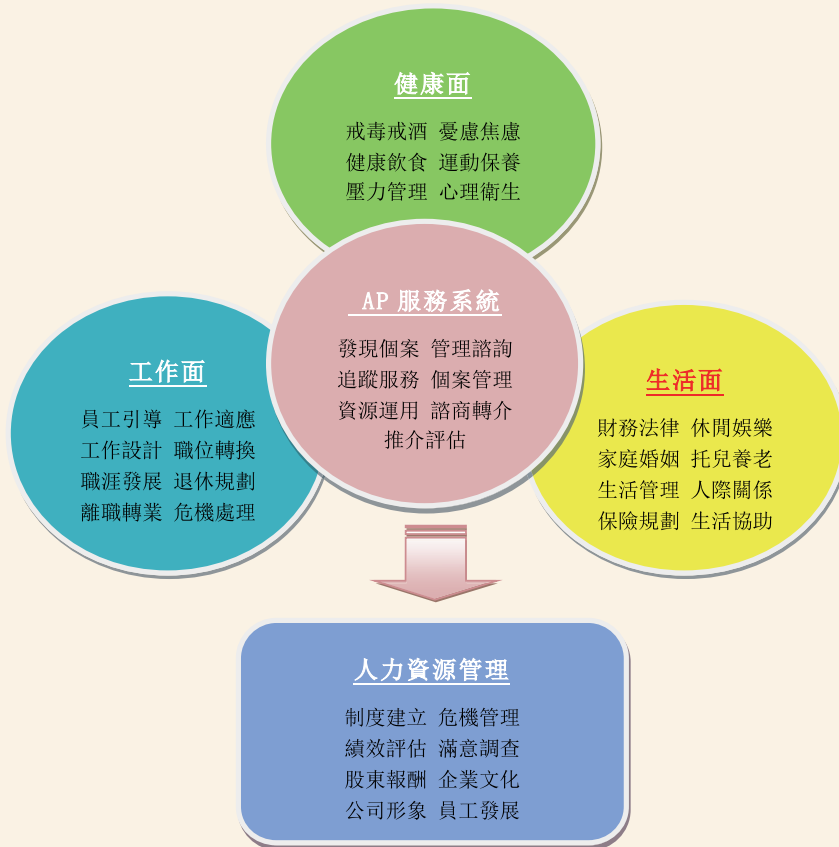 健康面
戒毒戒酒 憂慮焦慮
健康飲食 運動保養
壓力管理 心理衛生
AP 服務系統
發現個案 管理諮詢
追蹤服務 個案管理
資源運用 諮商轉介
推介評估
工作面
員工引導 工作適應
工作設計 職位轉換
職涯發展 退休規劃
離職轉業 危機處理
生活面
財務法律 休閒娛樂
家庭婚姻 托兒養老
生活管理 人際關係
保險規劃 生活協助
人力資源管理
制度建立 危機管理
績效評估 滿意調查
股東報酬 企業文化
公司形象 員工發展